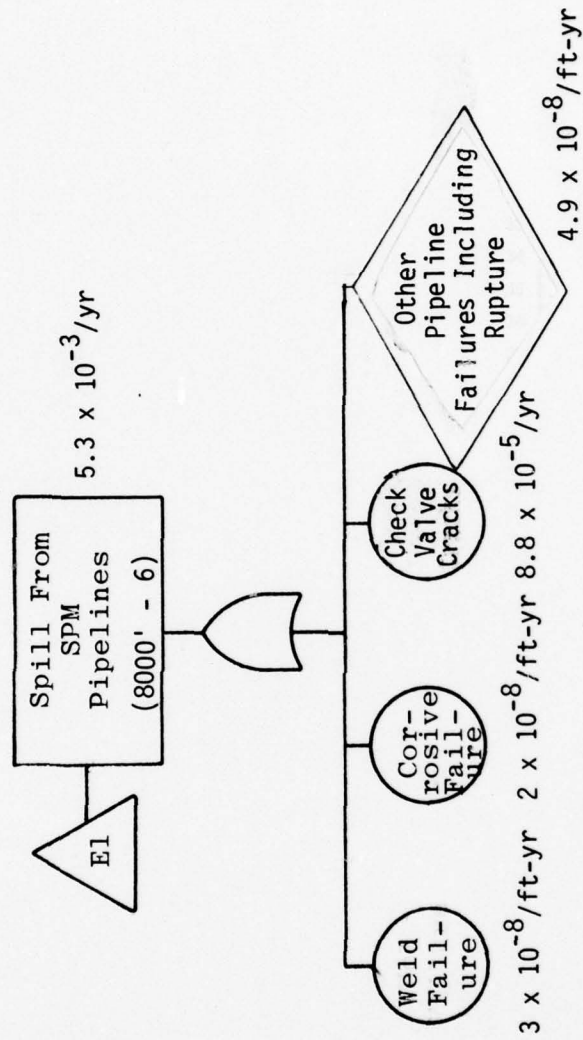 E1
Spill From
SPM
Pipelines
(8000' - 6)
5.3 x 10⁻³/yr
Weld
Fail-
ure
Cor-
rosive
Fail-
ure
Check
Valve
Cracks
Other
Pipeline
Failures Including
Rupture
3 x 10⁻⁸/ft-yr 2 x 10⁻⁸/ft-yr 8.8 x 10⁻⁵/yr
4.9 x 10⁻⁸/ft-yr